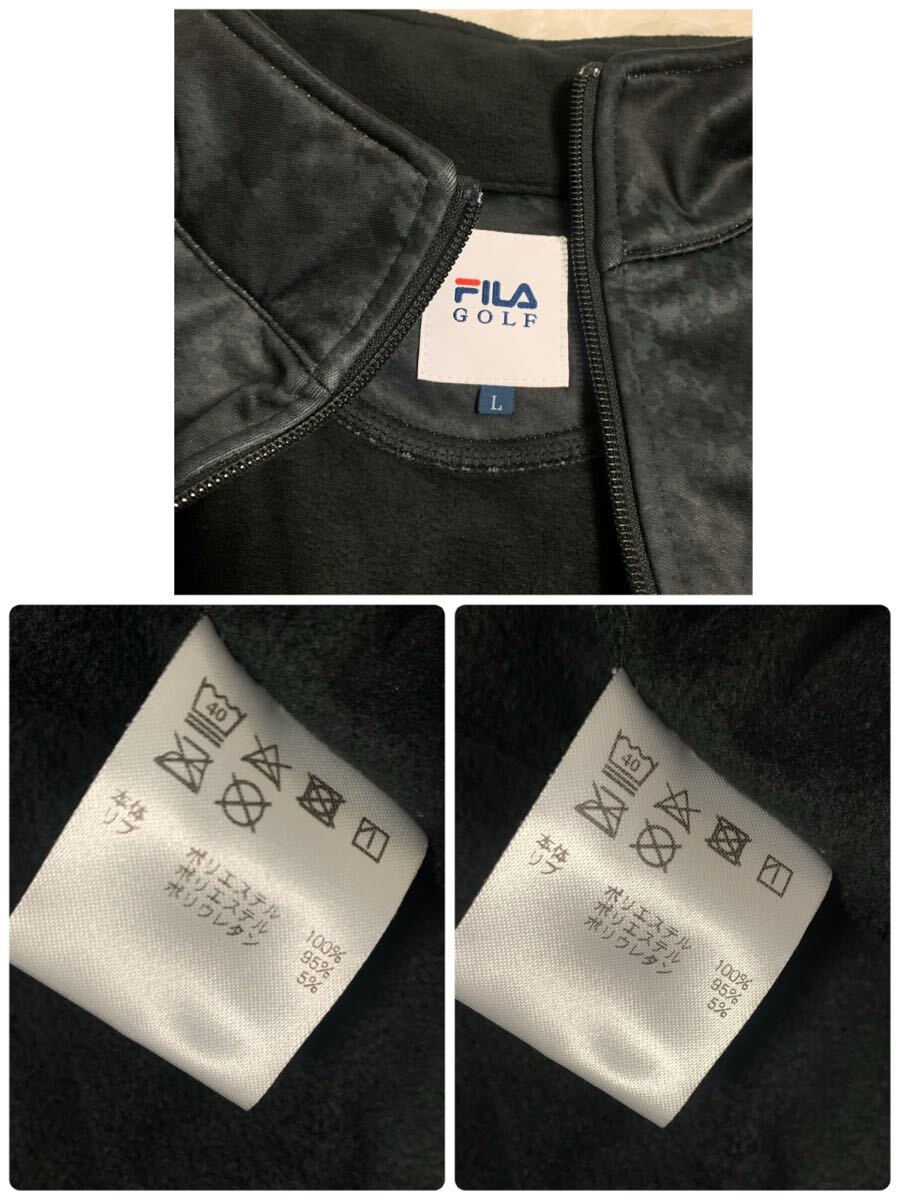 FILA
GOLF
L
40
本体 ポリエステル 100%
リブ ポリエステル 95%
ポリウレタン 5%
40
本体 ポリエステル 100%
リブ ポリエステル 95%
ポリウレタン 5%